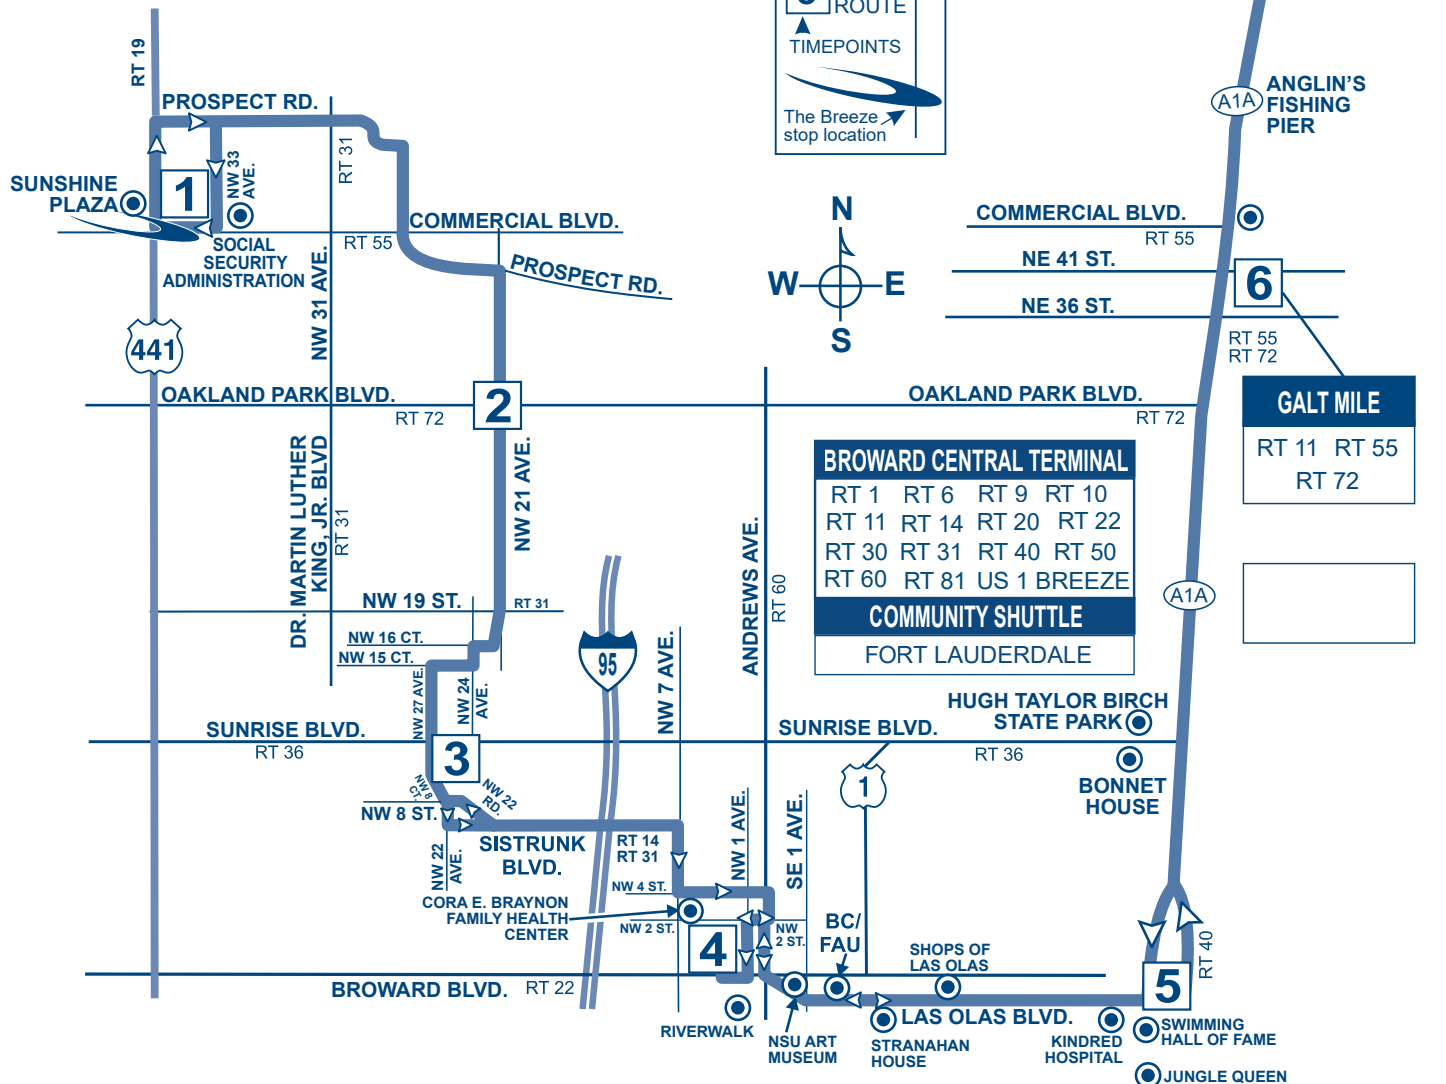 ROUTE
TIMEPOINTS
The Breeze
stop location
RT 19
PROSPECT RD.
RT 31
NW 33
AVE.
SUNSHINE
PLAZA
1
SOCIAL
SECURITY
ADMINISTRATION
COMMERCIAL BLVD.
RT 55
PROSPECT RD.
NW 31 AVE.
441
OAKLAND PARK BLVD.
RT 72
2
DR. MARTIN LUTHER
KING, JR. BLVD
RT 31
NW 21 AVE.
NW 19 ST.
RT 31
NW 16 CT.
NW 15 CT.
NW 27 AVE.
NW 24
AVE.
SUNRISE BLVD.
RT 36
3
NW 8
CT.
NW 22
RD.
NW 8 ST.
NW 22
AVE.
SISTRUNK
BLVD.
95
NW 7 AVE.
RT 14
RT 31
NW 4 ST.
CORA E. BRAYNON
FAMILY HEALTH
CENTER
NW 2 ST.
4
NW 1 AVE.
NW
2 ST.
ANDREWS AVE.
RT 60
SE 1 AVE.
BROWARD BLVD.
RT 22
RIVERWALK
NSU ART
MUSEUM
BC/
FAU
STRANAHAN
HOUSE
SHOPS OF
LAS OLAS
LAS OLAS BLVD.
KINDRED
HOSPITAL
5
SWIMMING
HALL OF FAME
JUNGLE QUEEN
RT 40
1
SUNRISE BLVD.
RT 36
HUGH TAYLOR BIRCH
STATE PARK
BONNET
HOUSE
A1A
BROWARD CENTRAL TERMINAL
RT 1 RT 6 RT 9 RT 10
RT 11 RT 14 RT 20 RT 22
RT 30 RT 31 RT 40 RT 50
RT 60 RT 81 US 1 BREEZE
COMMUNITY SHUTTLE
FORT LAUDERDALE
N
W
E
S
OAKLAND PARK BLVD.
RT 72
NE 36 ST.
NE 41 ST.
COMMERCIAL BLVD.
RT 55
6
RT 55
RT 72
A1A
ANGLIN'S
FISHING
PIER
GALT MILE
RT 11 RT 55
RT 72